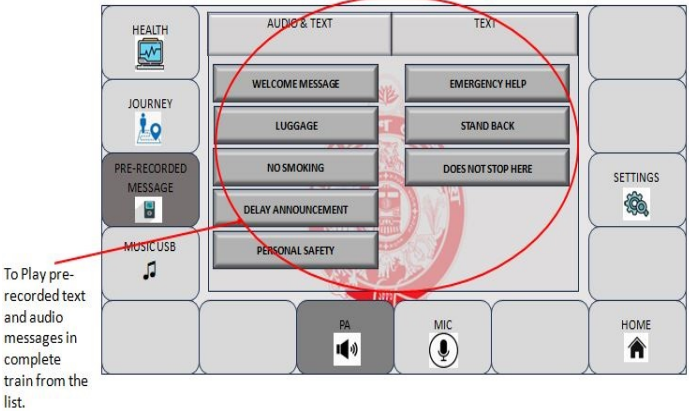 HEALTH
AUDIO & TEXT
TEXT
WELCOME MESSAGE
EMERGENCY HELP
JOURNEY
LUGGAGE
STAND BACK
PRE-RECORDED
MESSAGE
NO SMOKING
DOES NOT STOP HERE
SETTINGS
DELAY ANNOUNCEMENT
MUSIC USB
PERSONAL SAFETY
To Play pre-
recorded text
and audio
messages in
complete
train from the
list.
PA
MIC
HOME